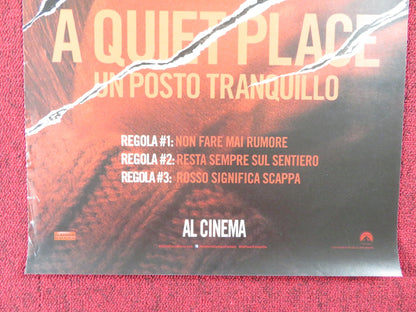 A QUIET PLACE
UN POSTO TRANQUILLO
REGOLA #1: NON FARE MAI RUMORE
REGOLA #2: RESTA SEMPRE SUL SENTIERO
REGOLA #3: ROSSO SIGNIFICA SCAPPA
AL CINEMA